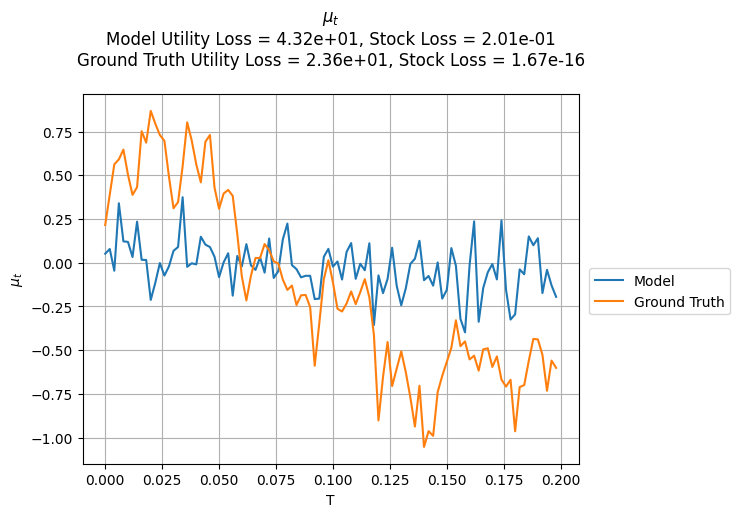 μₜ
Model Utility Loss = 4.32e+01, Stock Loss = 2.01e-01
Ground Truth Utility Loss = 2.36e+01, Stock Loss = 1.67e-16
0.75
0.50
0.25
0.00
−0.25
−0.50
−0.75
−1.00
μₜ
0.000 0.025 0.050 0.075 0.100 0.125 0.150 0.175 0.200
T
Model
Ground Truth